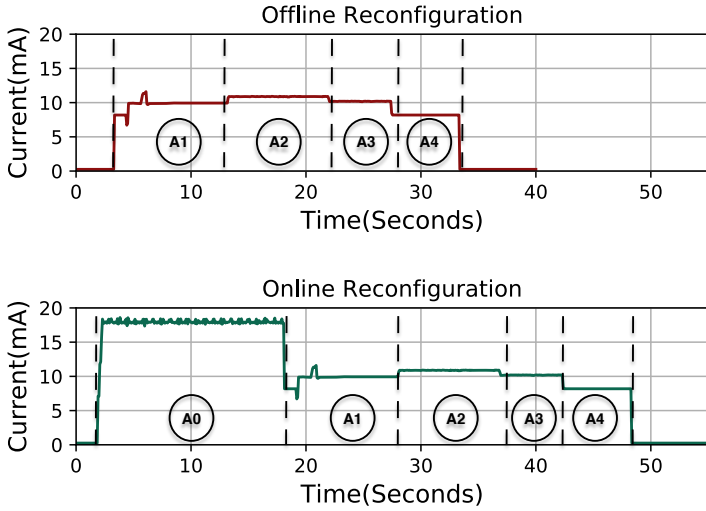 Offline Reconfiguration
Current(mA)
20
15
10
5
0
A1 A2 A3 A4
0 10 20 30 40 50
Time(Seconds)
Online Reconfiguration
Current(mA)
20
15
10
5
0
A0 A1 A2 A3 A4
0 10 20 30 40 50
Time(Seconds)